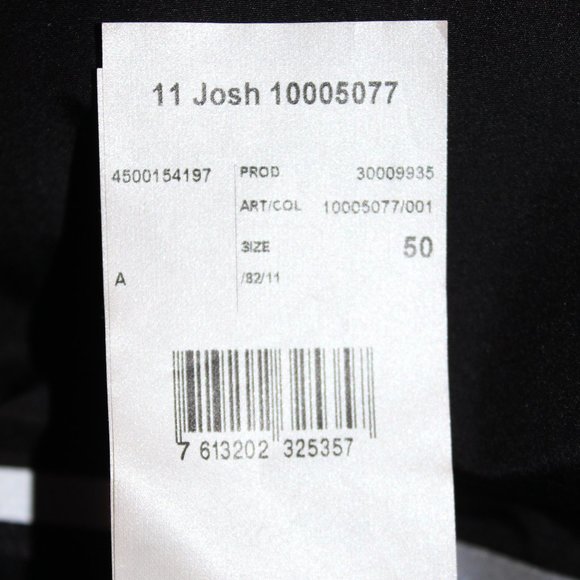 11 Josh 10005077
4500154197 PROD 30009935
ART/COL 10005077/001
SIZE 50
A /82/11
7 613202 325357